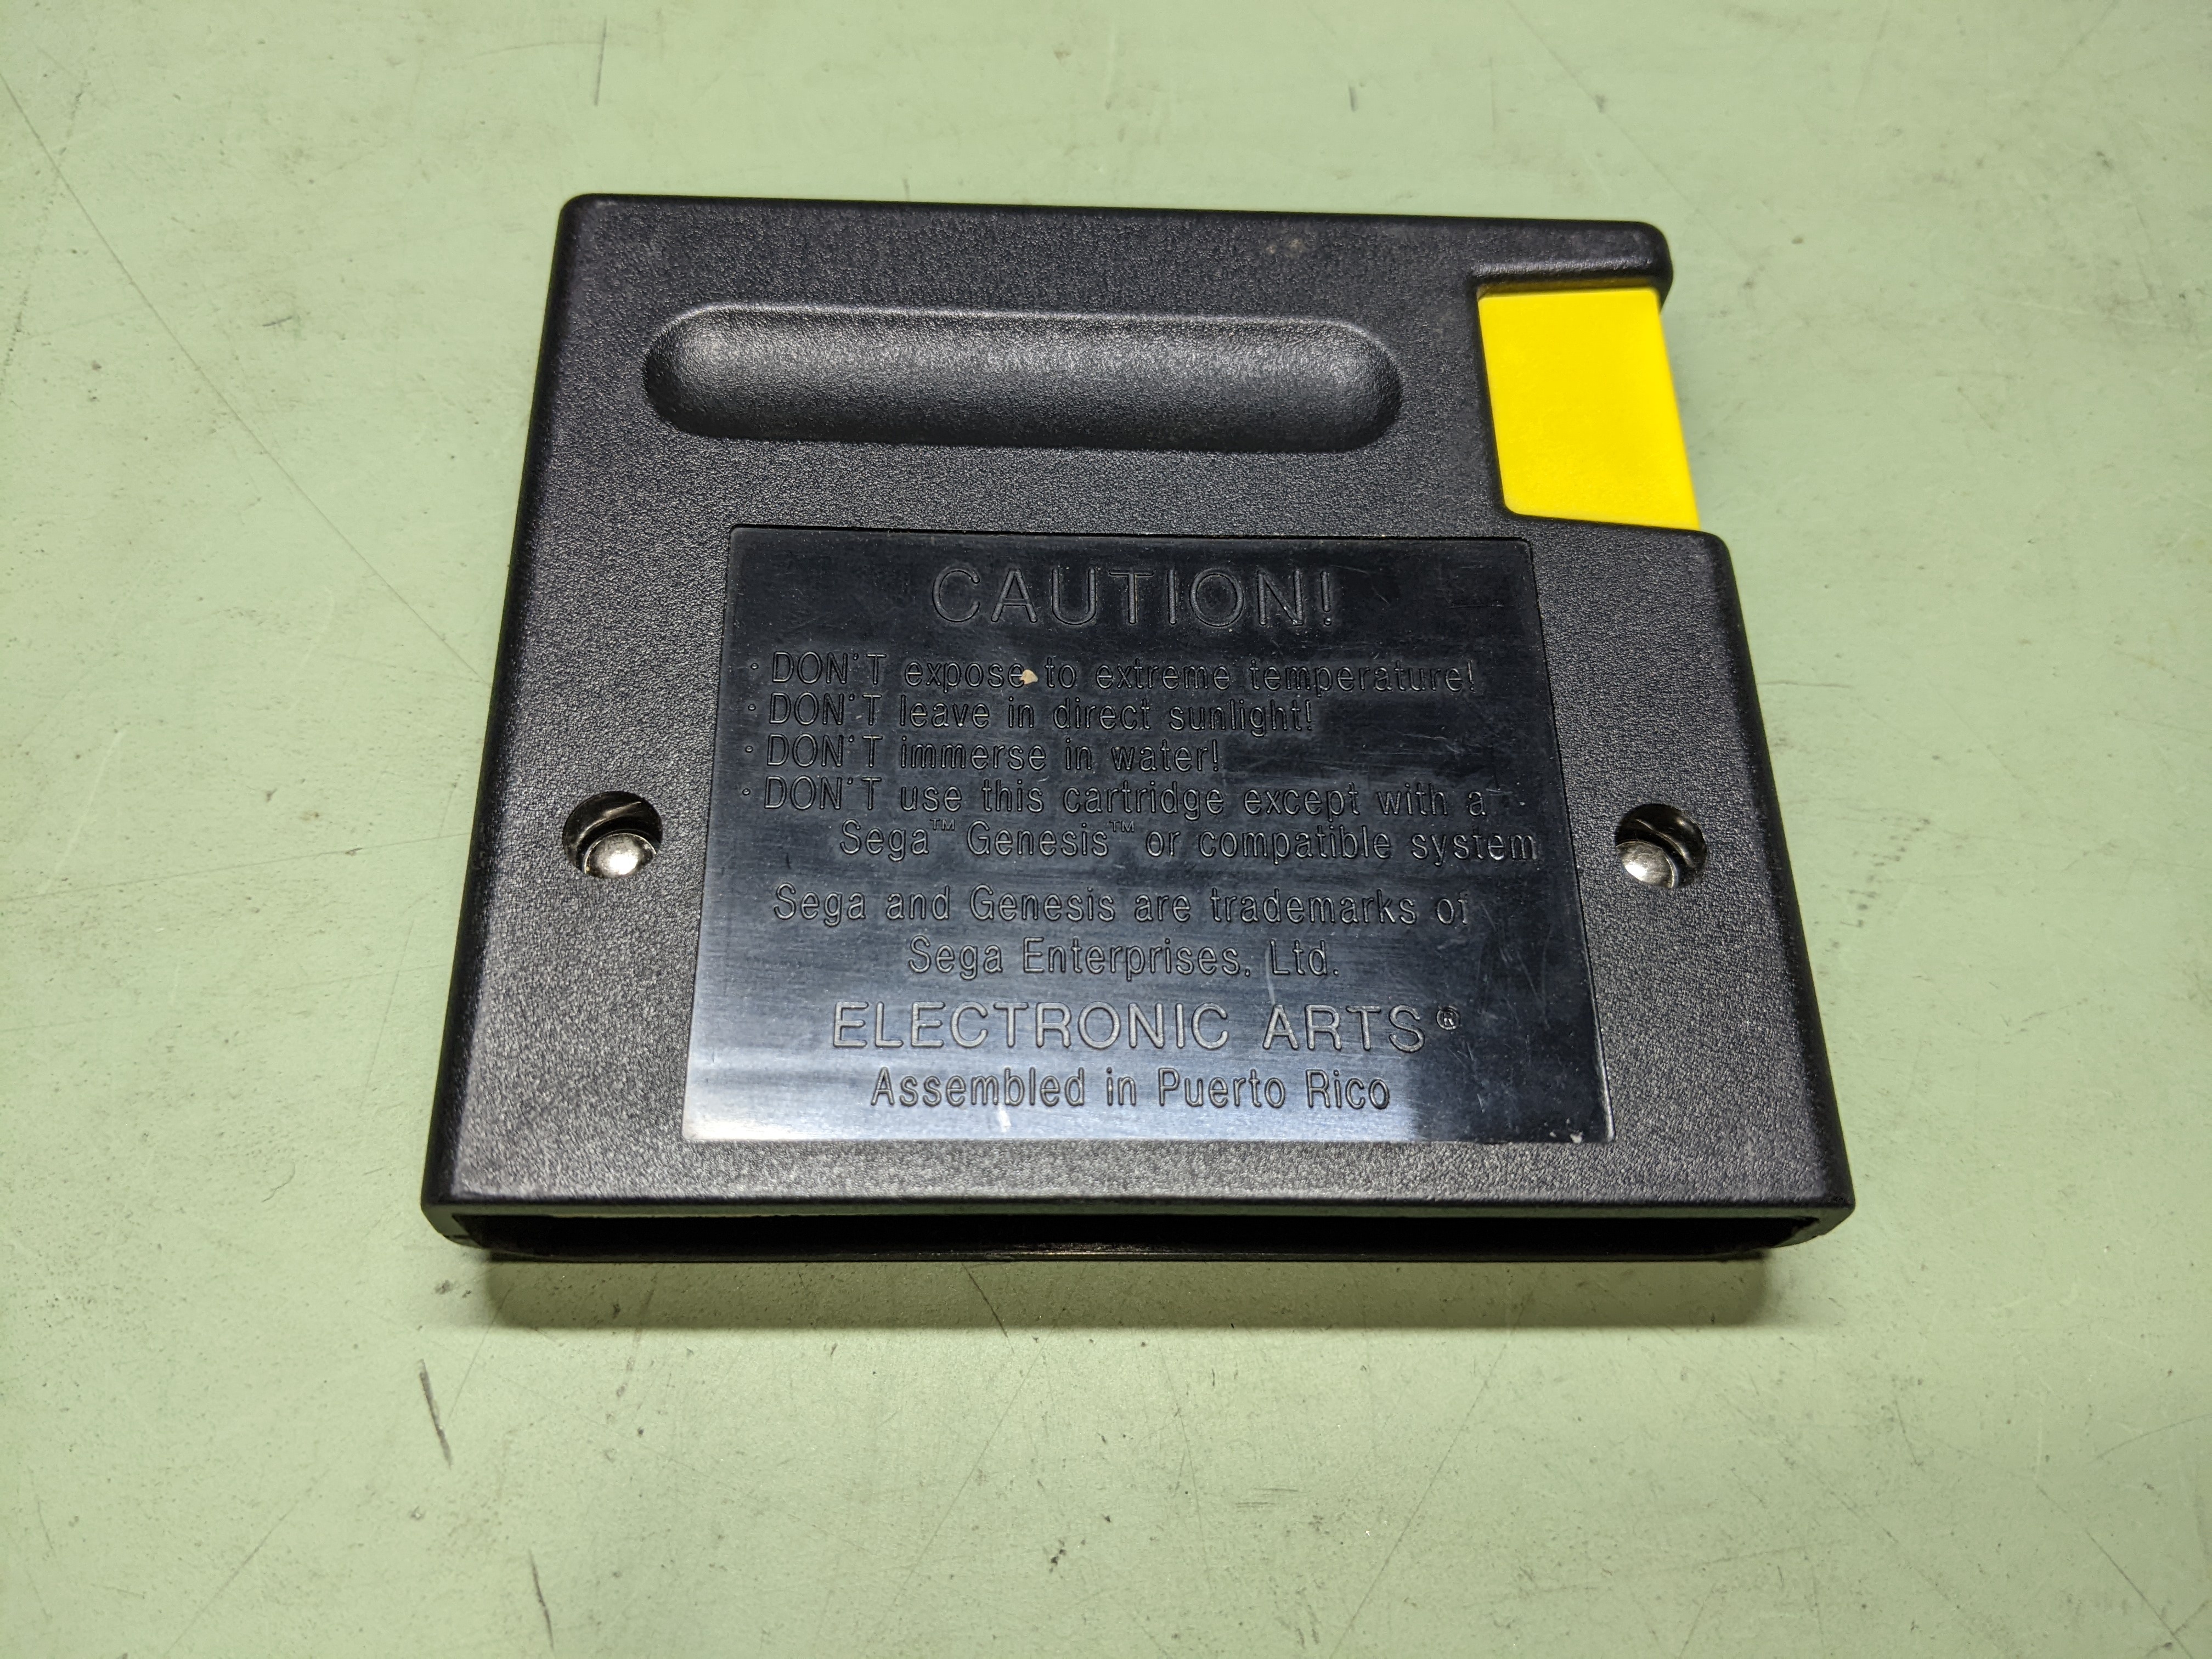 CAUTION!
· DON'T expose to extreme temperature!
· DON'T leave in direct sunlight!
· DON'T immerse in water!
· DON'T use this cartridge except with a
Sega™ Genesis™ or compatible system
Sega and Genesis are trademarks of
Sega Enterprises, Ltd.
ELECTRONIC ARTS®
Assembled in Puerto Rico